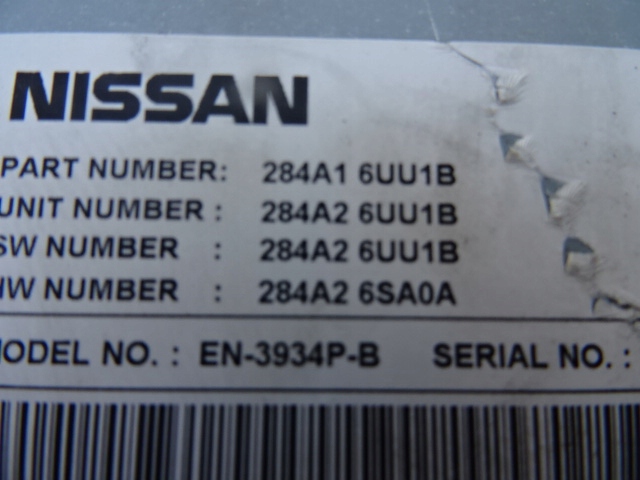 NISSAN
PART NUMBER: 284A1 6UU1B
UNIT NUMBER : 284A2 6UU1B
SW NUMBER : 284A2 6UU1B
HW NUMBER : 284A2 6SA0A
MODEL NO. : EN-3934P-B SERIAL NO. :